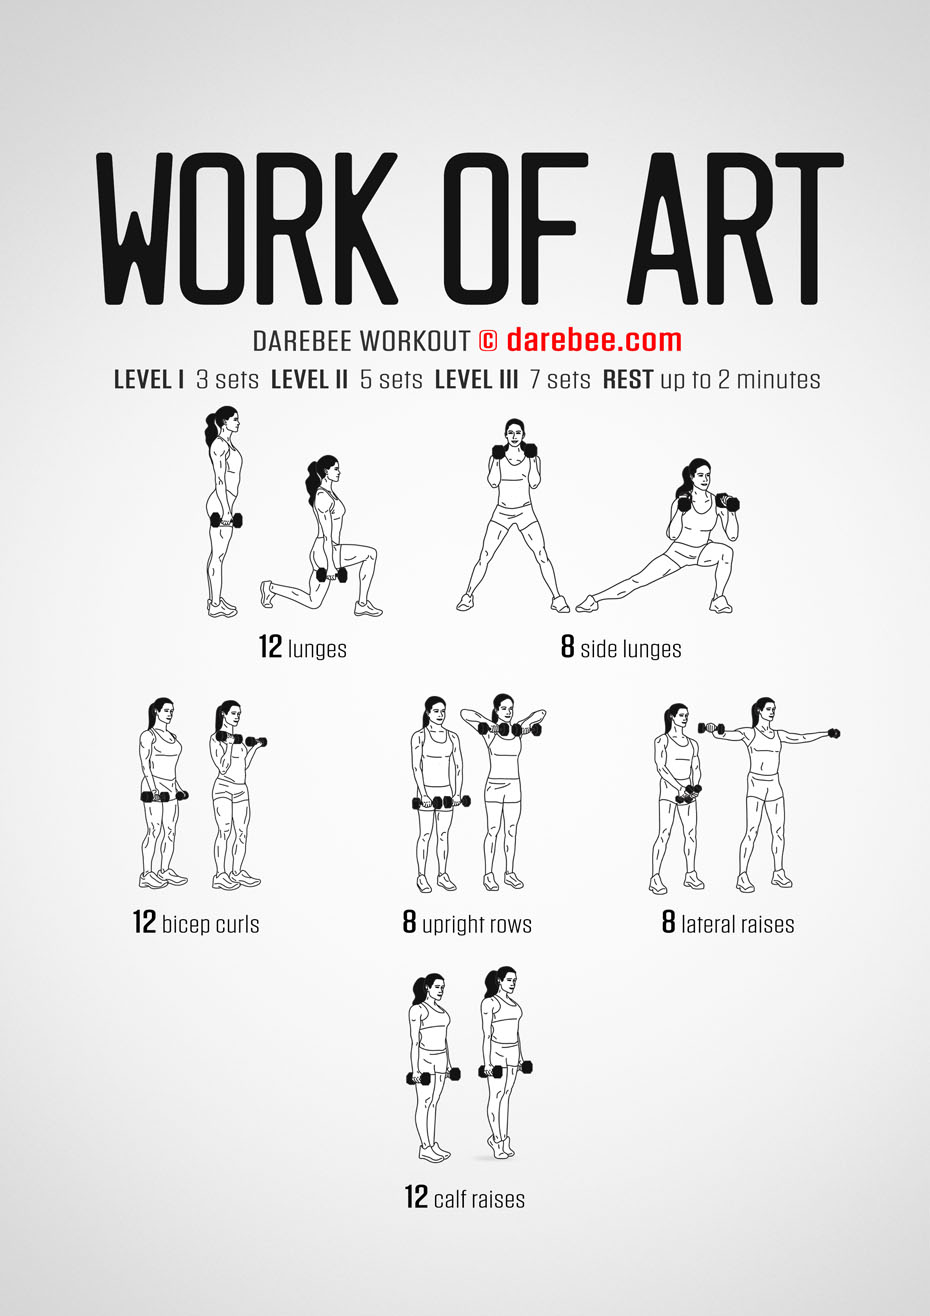 WORK OF ART
DAREBEE WORKOUT © darebee.com
LEVEL I 3 sets LEVEL II 5 sets LEVEL III 7 sets REST up to 2 minutes
12 lunges
8 side lunges
12 bicep curls
8 upright rows
8 lateral raises
12 calf raises